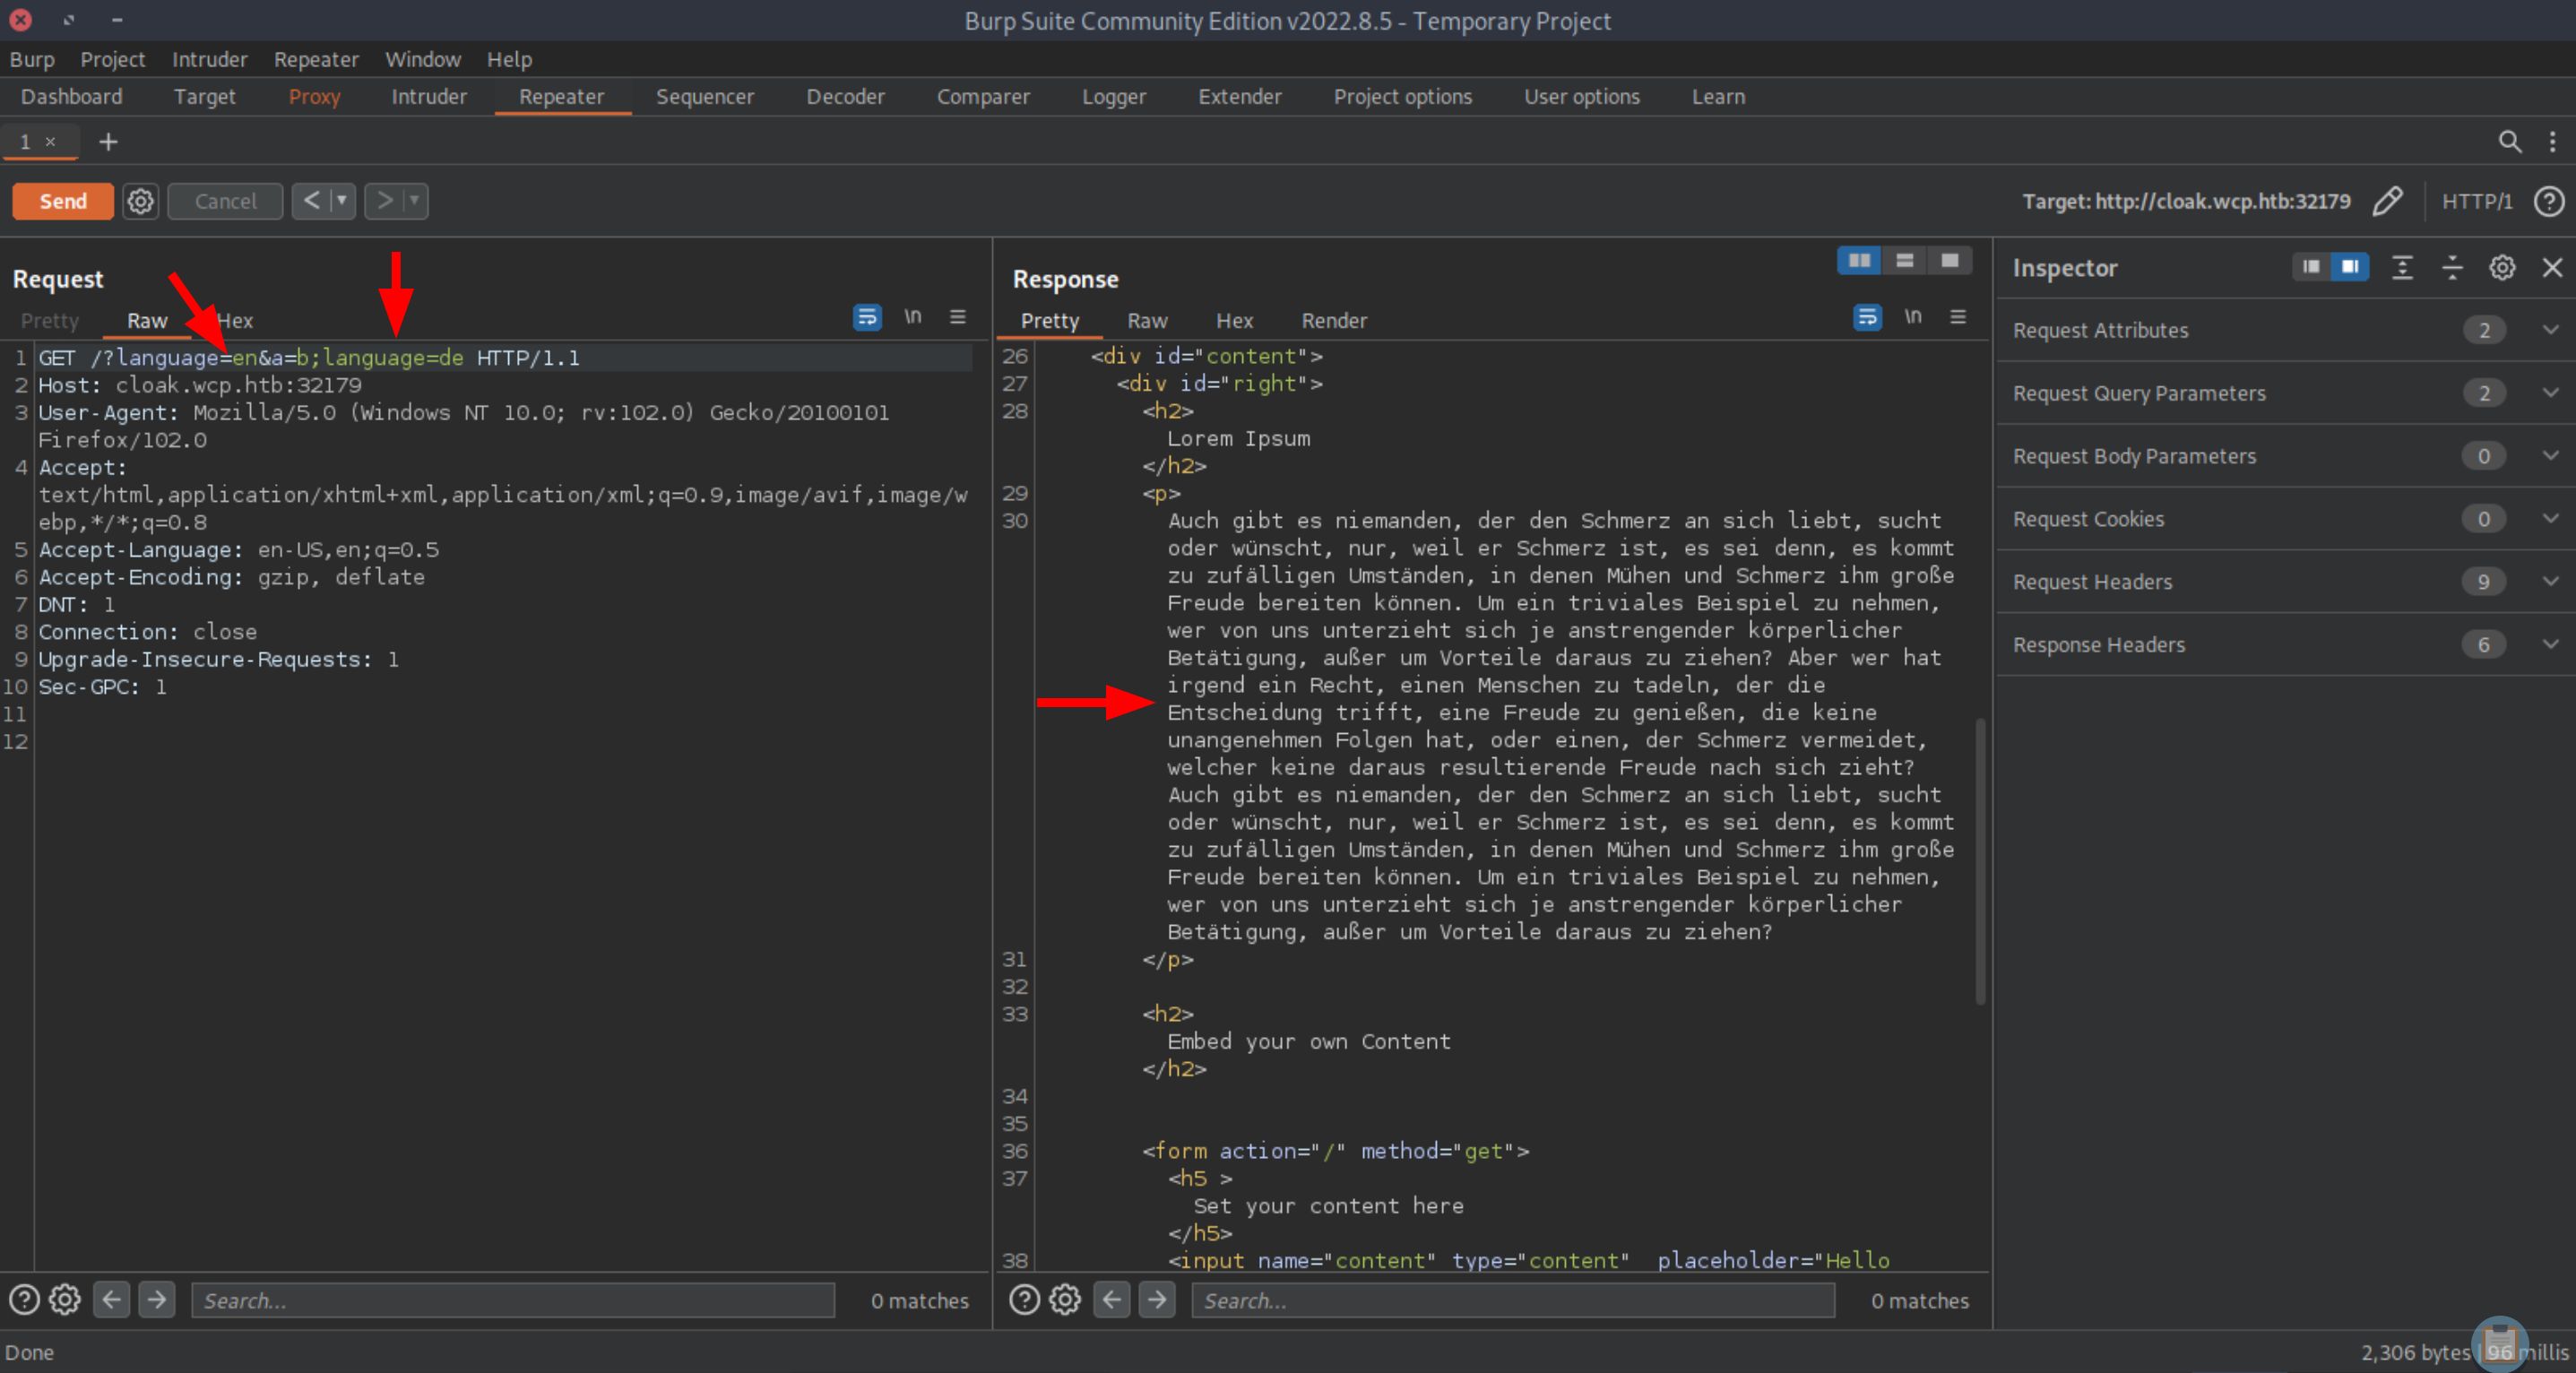 Burp Suite Community Edition v2022.8.5 - Temporary Project
Burp Project Intruder Repeater Window Help
Dashboard Target Proxy Intruder Repeater Sequencer Decoder Comparer Logger Extender Project options User options Learn
1 × +
Send Cancel < >
Target: http://cloak.wcp.htb:32179 HTTP/1
Request
Pretty Raw Hex \n
1 GET /?language=en&a=b;language=de HTTP/1.1
2 Host: cloak.wcp.htb:32179
3 User-Agent: Mozilla/5.0 (Windows NT 10.0; rv:102.0) Gecko/20100101
Firefox/102.0
4 Accept:
text/html,application/xhtml+xml,application/xml;q=0.9,image/avif,image/w
ebp,*/*;q=0.8
5 Accept-Language: en-US,en;q=0.5
6 Accept-Encoding: gzip, deflate
7 DNT: 1
8 Connection: close
9 Upgrade-Insecure-Requests: 1
10 Sec-GPC: 1
11
12
Search... 0 matches
Response
Pretty Raw Hex Render \n
26 <div id="content">
27 <div id="right">
28 <h2>
Lorem Ipsum
</h2>
29 <p>
30 Auch gibt es niemanden, der den Schmerz an sich liebt, sucht
oder wünscht, nur, weil er Schmerz ist, es sei denn, es kommt
zu zufälligen Umständen, in denen Mühen und Schmerz ihm große
Freude bereiten können. Um ein triviales Beispiel zu nehmen,
wer von uns unterzieht sich je anstrengender körperlicher
Betätigung, außer um Vorteile daraus zu ziehen? Aber wer hat
irgend ein Recht, einen Menschen zu tadeln, der die
Entscheidung trifft, eine Freude zu genießen, die keine
unangenehmen Folgen hat, oder einen, der Schmerz vermeidet,
welcher keine daraus resultierende Freude nach sich zieht?
Auch gibt es niemanden, der den Schmerz an sich liebt, sucht
oder wünscht, nur, weil er Schmerz ist, es sei denn, es kommt
zu zufälligen Umständen, in denen Mühen und Schmerz ihm große
Freude bereiten können. Um ein triviales Beispiel zu nehmen,
wer von uns unterzieht sich je anstrengender körperlicher
Betätigung, außer um Vorteile daraus zu ziehen?
31 </p>
32
33 <h2>
Embed your own Content
</h2>
34
35
36 <form action="/" method="get">
37 <h5 >
Set your content here
</h5>
38 <input name="content" type="content" placeholder="Hello
Search... 0 matches
Inspector
Request Attributes 2
Request Query Parameters 2
Request Body Parameters 0
Request Cookies 0
Request Headers 9
Response Headers 6
Done
2,306 bytes | 96 millis